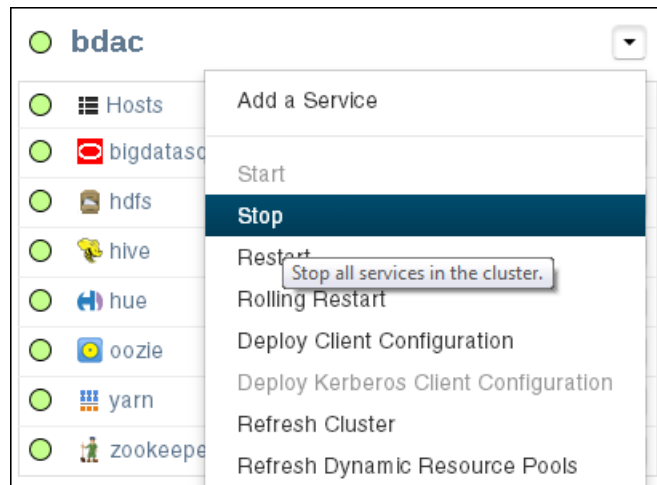 bdac
Hosts
Add a Service
bigdatasq
Start
hdfs
Stop
hive
Restart
Stop all services in the cluster.
hue
Rolling Restart
oozie
Deploy Client Configuration
yarn
Deploy Kerberos Client Configuration
Refresh Cluster
zookeepe
Refresh Dynamic Resource Pools